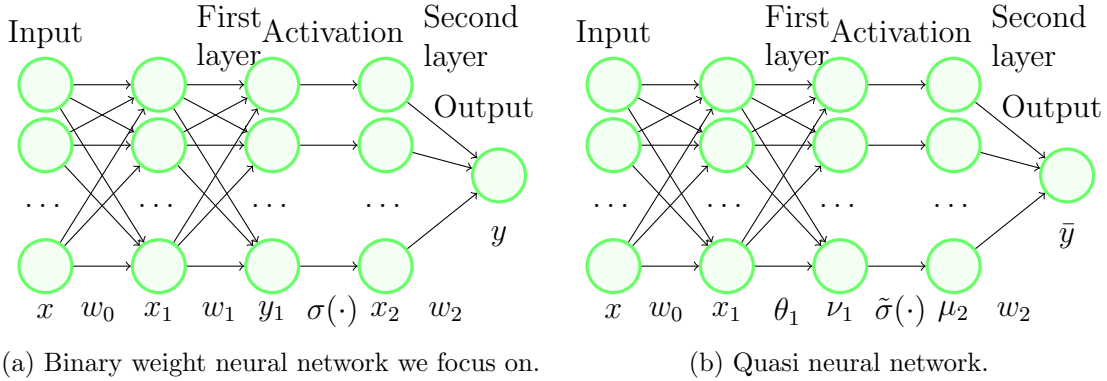 Input
First
layer
Activation
Second
layer
Output
...
...
...
...
y
x w₀ x₁ w₁ y₁ σ(·) x₂ w₂
(a) Binary weight neural network we focus on.
Input
First
layer
Activation
Second
layer
Output
...
...
...
...
ȳ
x w₀ x₁ θ₁ ν₁ σ̃(·) μ₂ w₂
(b) Quasi neural network.